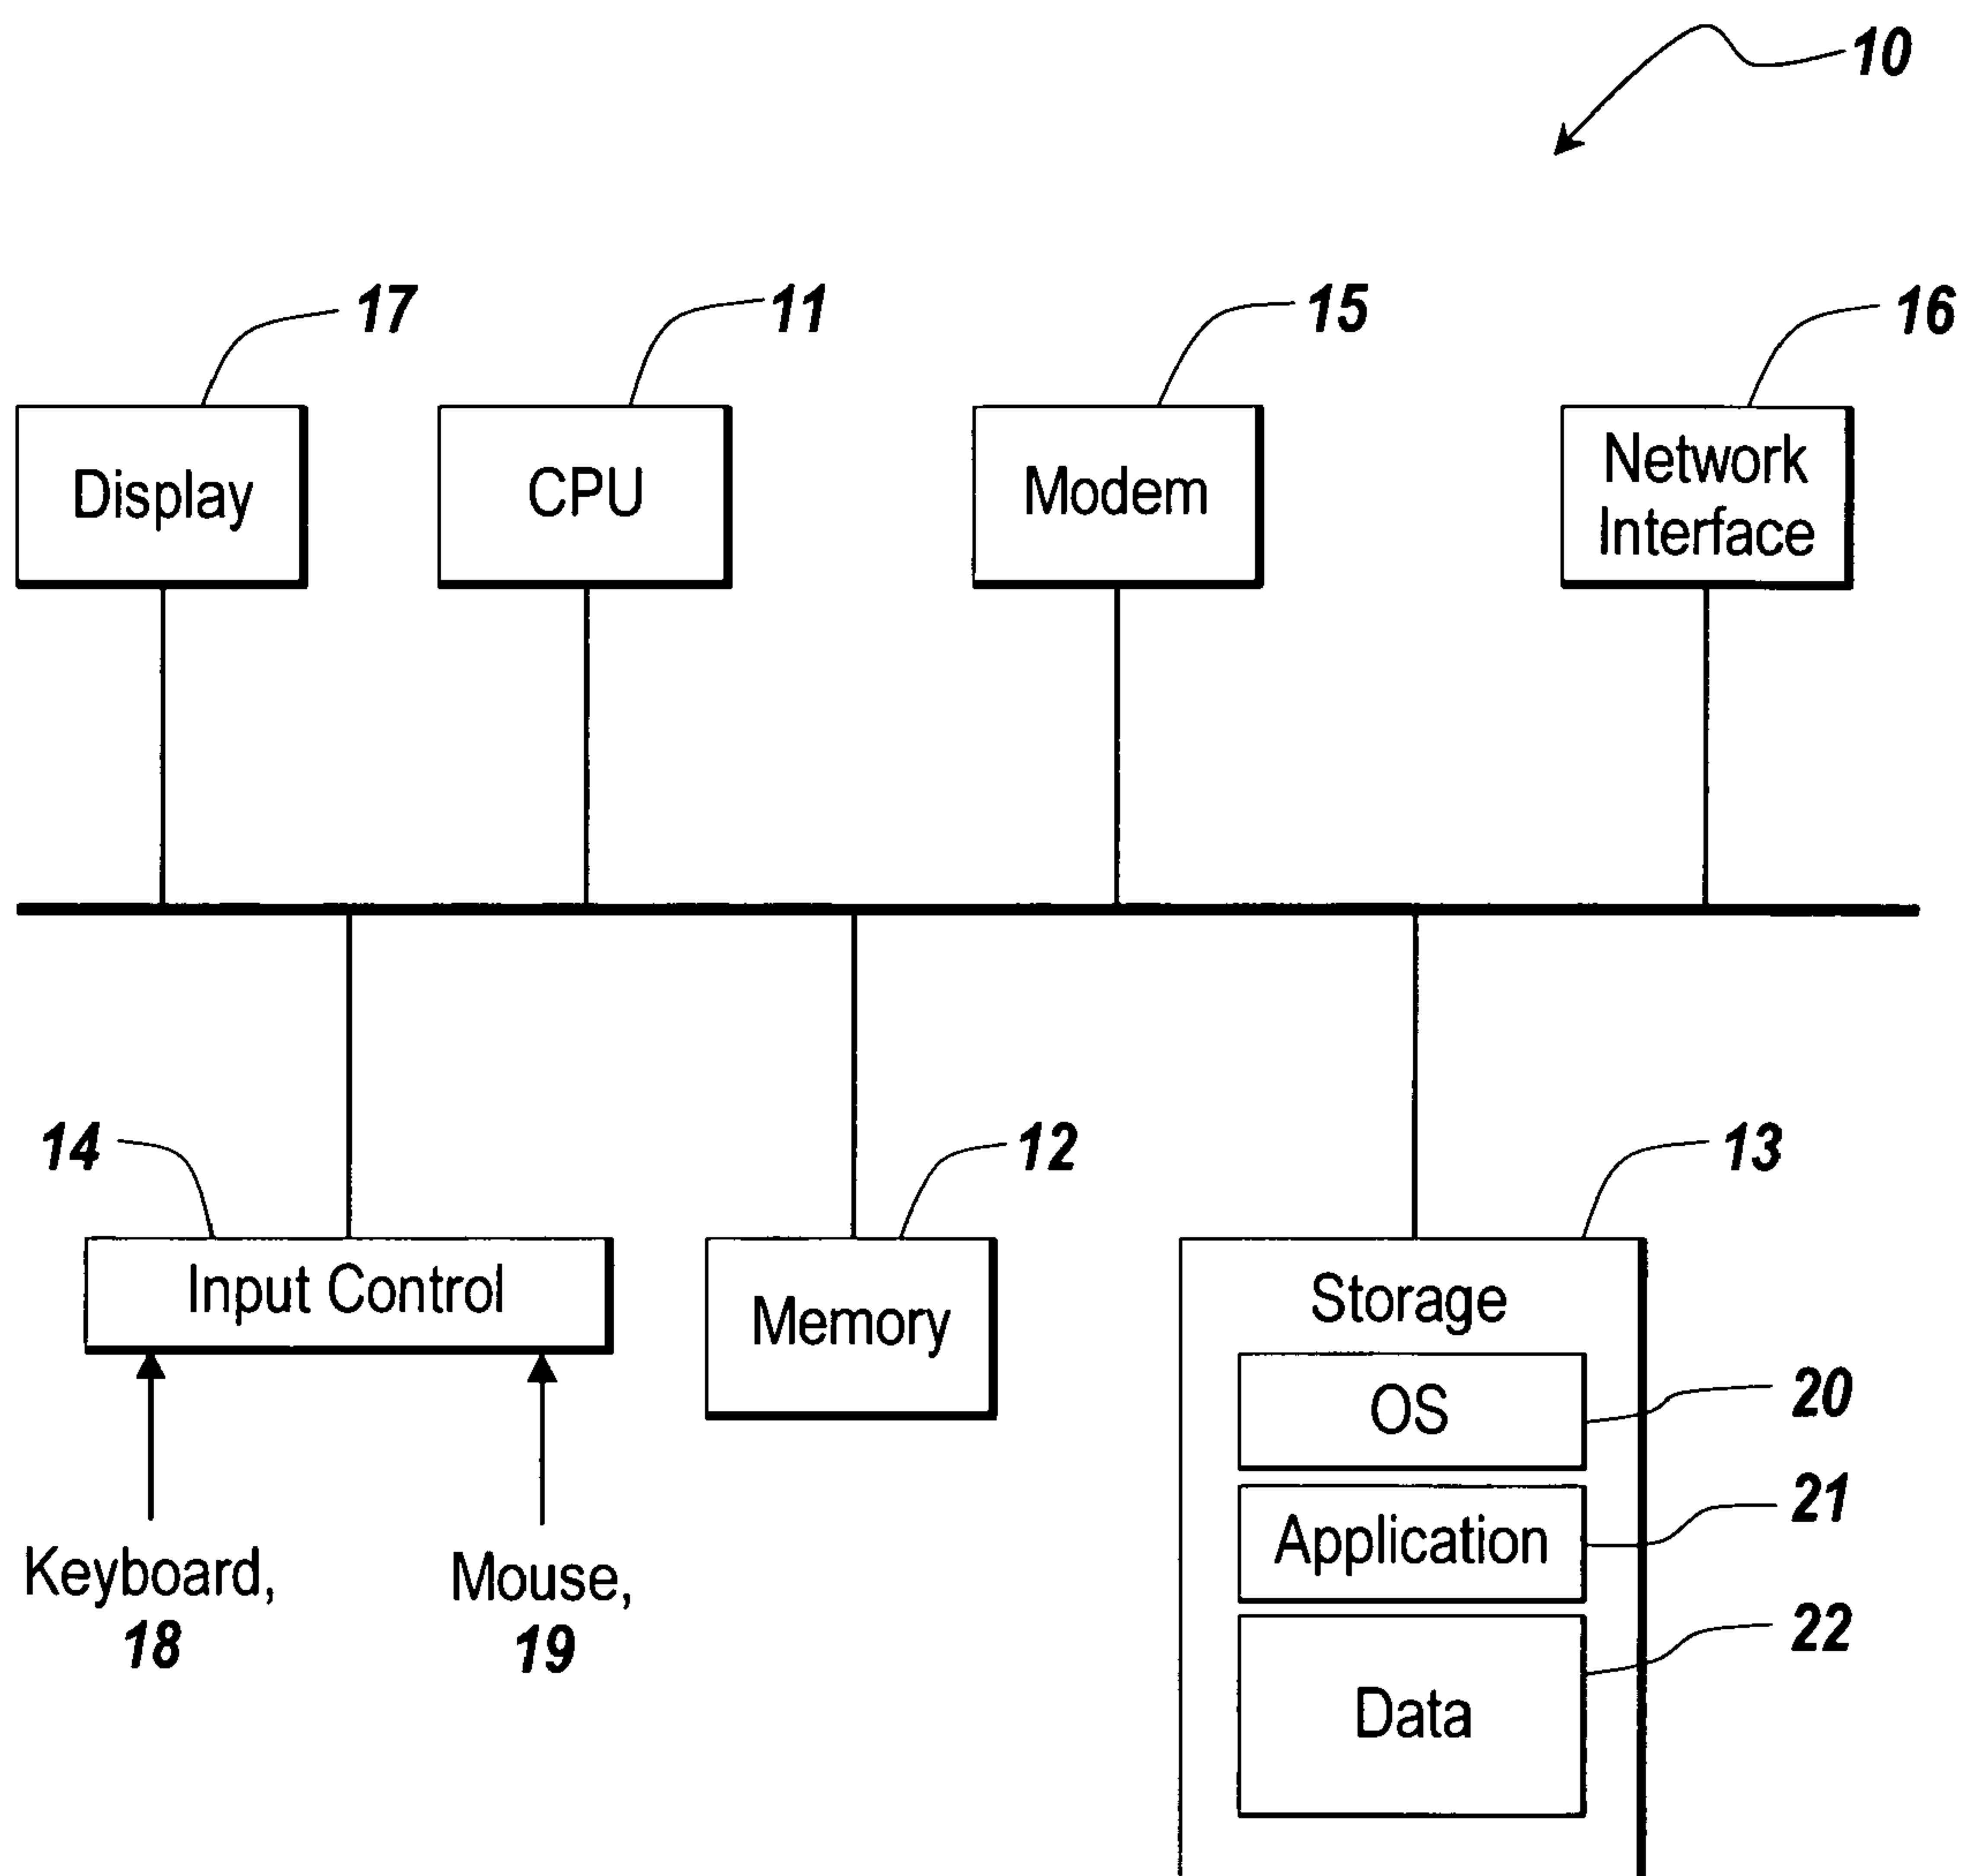 10
17
11
15
16
Display
CPU
Modem
Network
Interface
14
12
13
Input Control
Memory
Storage
OS
20
Application
21
Keyboard,
18
Mouse,
19
22
Data